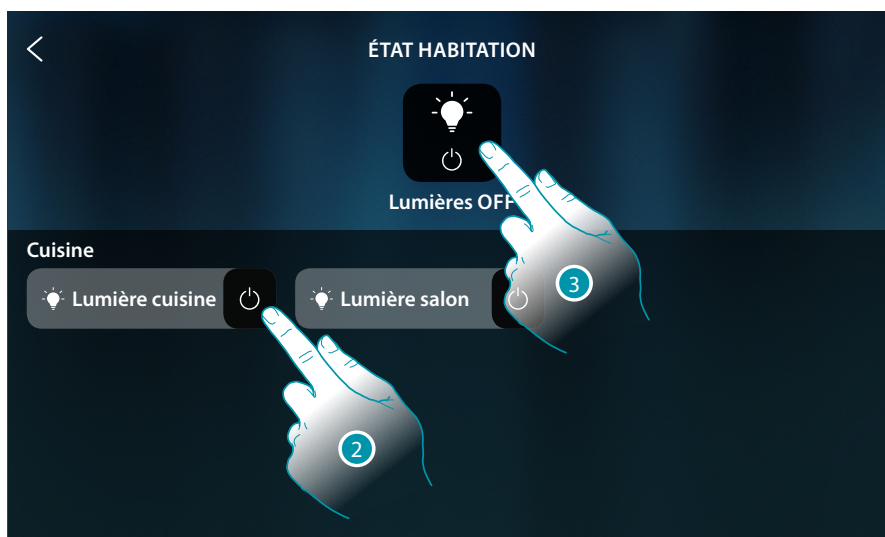 ÉTAT HABITATION
Lumières OFF
Cuisine
Lumière cuisine
Lumière salon
3
2